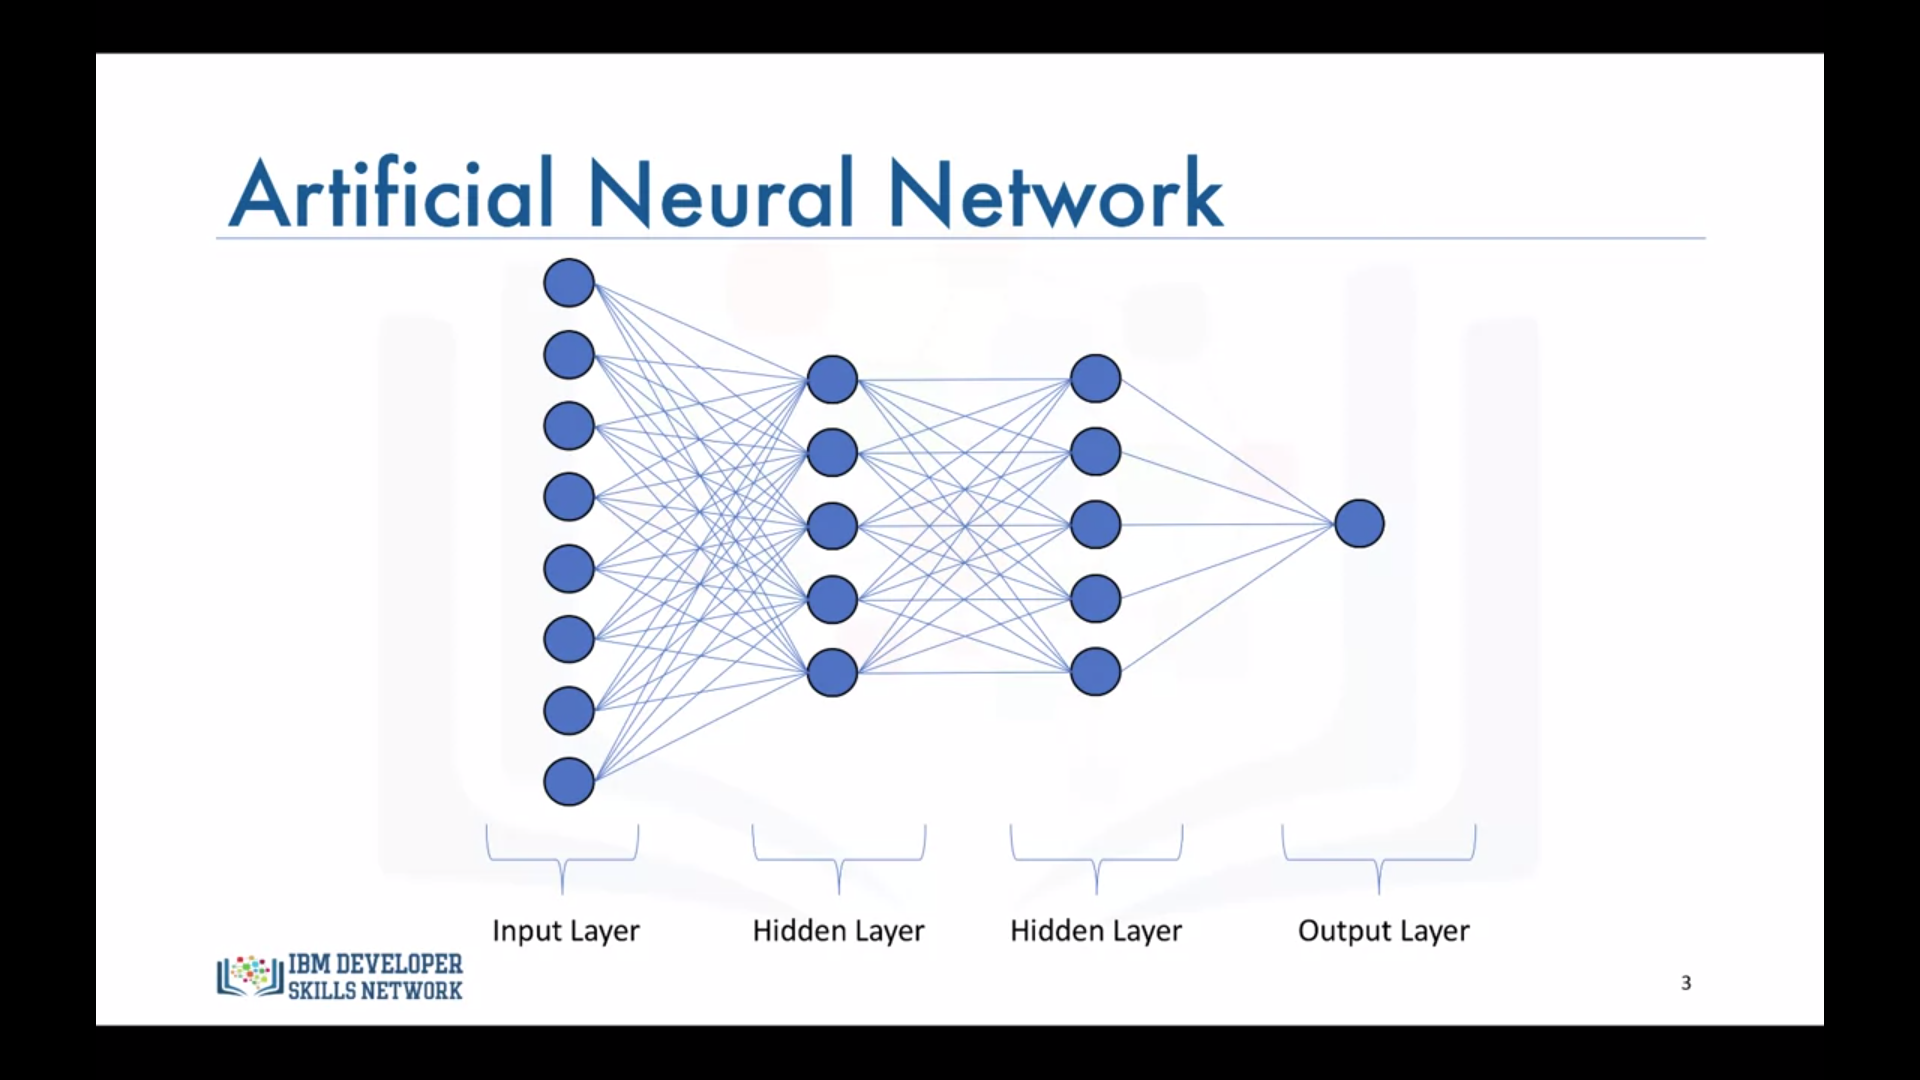 Artificial Neural Network
Input Layer
Hidden Layer
Hidden Layer
Output Layer
IBM DEVELOPER
SKILLS NETWORK
3